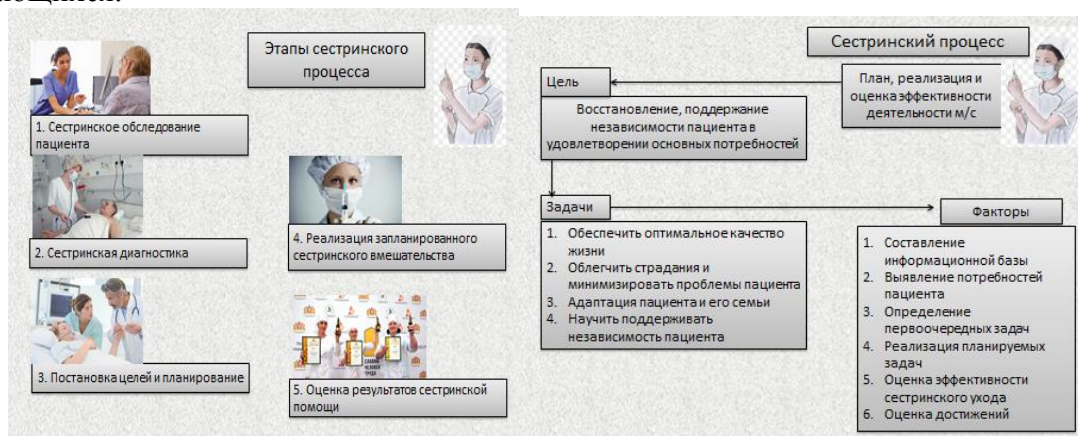 Этапы сестринского
процесса
1. Сестринское обследование
пациента
2. Сестринская диагностика
3. Постановка целей и планирование
4. Реализация запланированного
сестринского вмешательства
5. Оценка результатов сестринской
помощи
Сестринский процесс
Цель
План, реализация и
оценка эффективности
деятельности м/с
Восстановление, поддержание
независимости пациента в
удовлетворении основных потребностей
Задачи
1. Обеспечить оптимальное качество
жизни
2. Облегчить страдания и
минимизировать проблемы пациента
3. Адаптация пациента и его семьи
4. Научить поддерживать
независимость пациента
Факторы
1. Составление
информационной базы
2. Выявление потребностей
пациента
3. Определение
первоочередных задач
4. Реализация планируемых
задач
5. Оценка эффективности
сестринского ухода
6. Оценка достижений